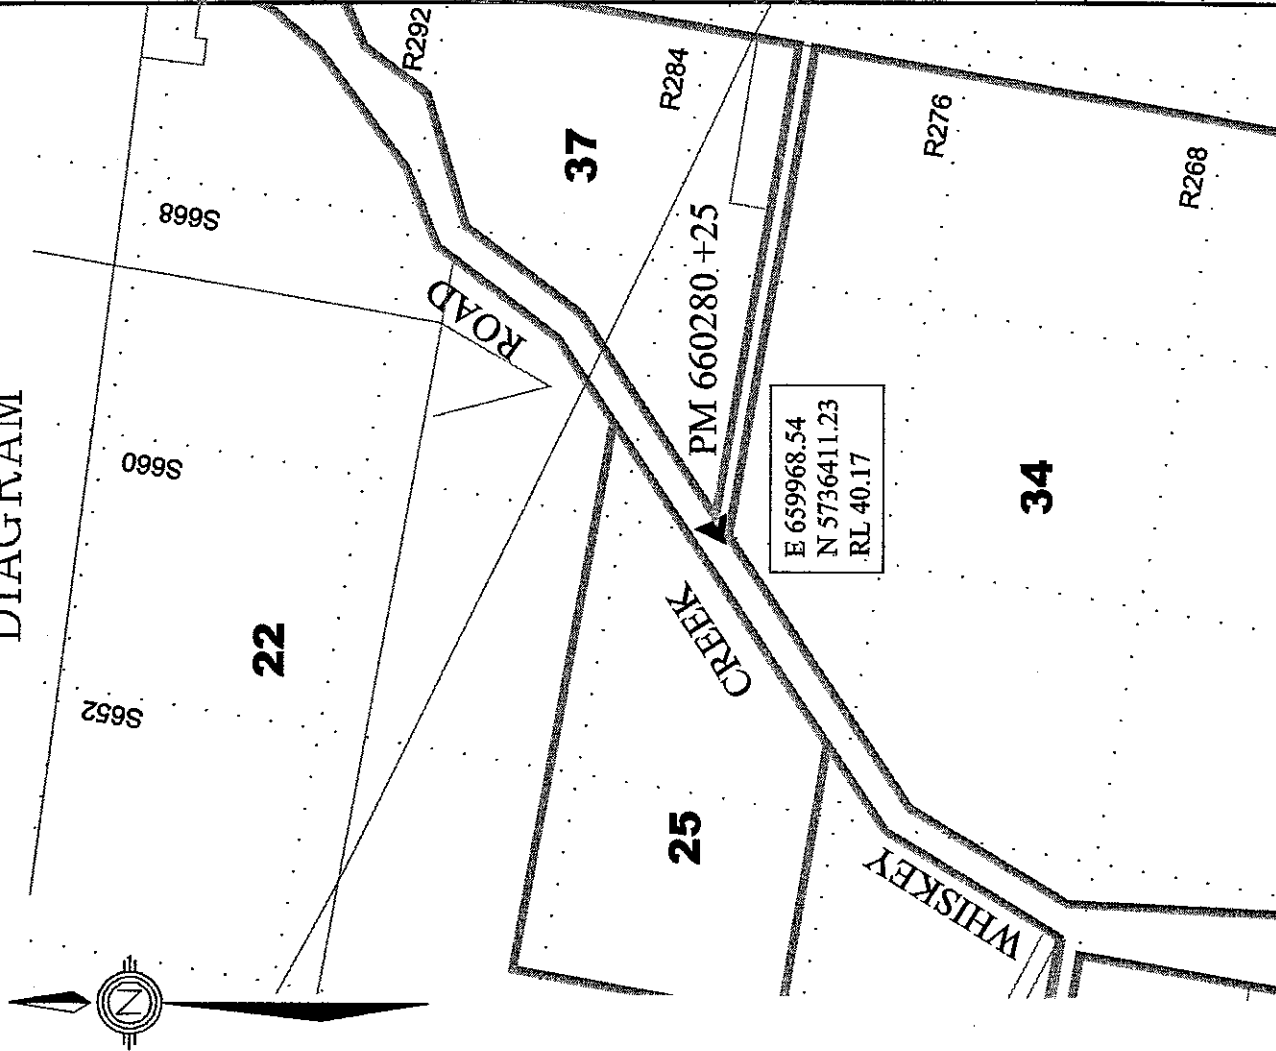 DIAGRAM
R292
R284
R276
R268
S668
S660
S652
37
22
25
34
PM 660280 +25
E 659968.54
N 5736411.23
RL 40.17
WHISKEY
CREEK
ROAD
N